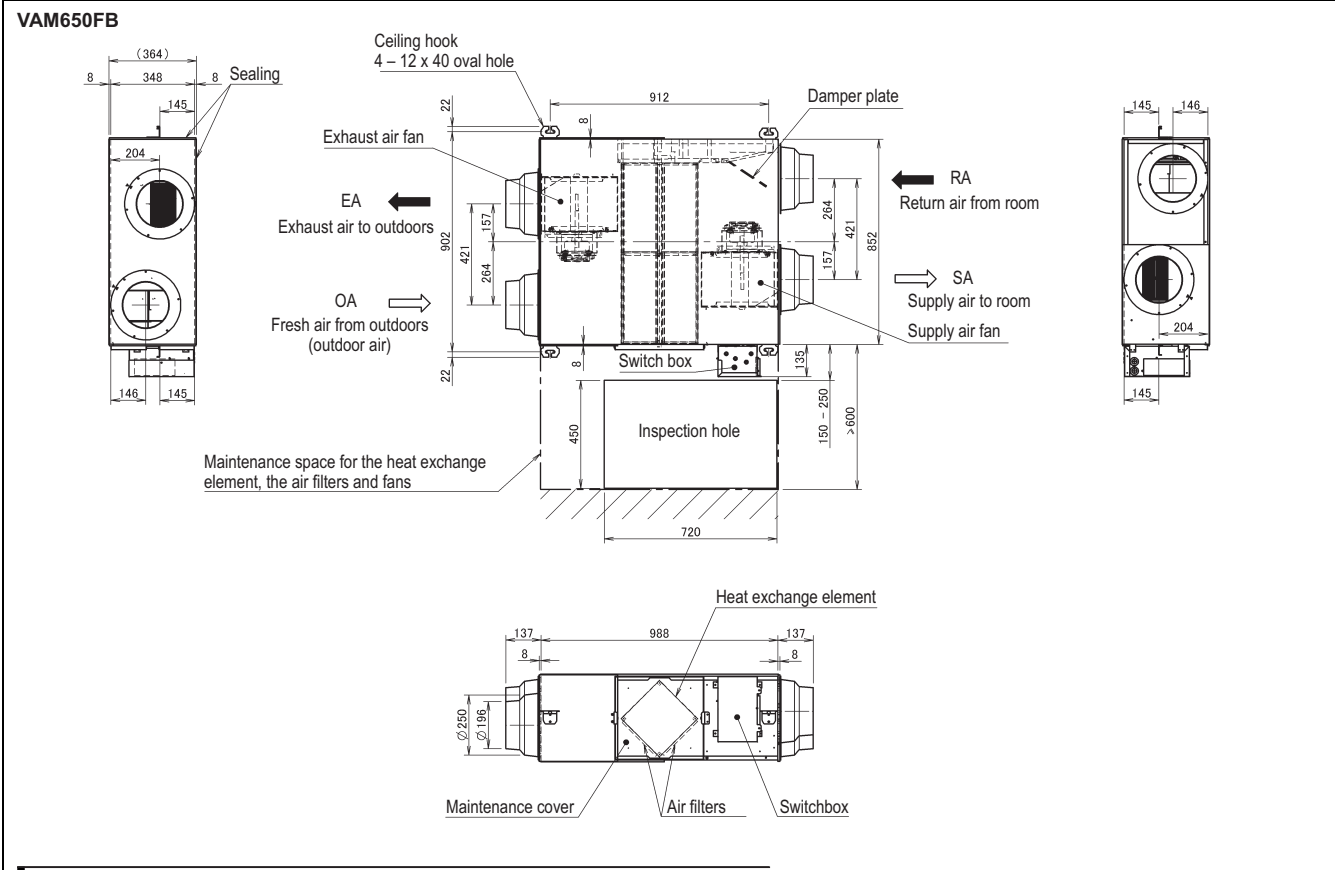 VAM650FB
Ceiling hook
4 – 12 x 40 oval hole
(364)
8
348
8
Sealing
145
204
146
145
912
22
8
Damper plate
Exhaust air fan
EA
Exhaust air to outdoors
902
421
157
264
OA
Fresh air from outdoors
(outdoor air)
22
8
RA
Return air from room
264
421
852
157
SA
Supply air to room
Supply air fan
Switch box
135
150 - 250
>600
450
Inspection hole
Maintenance space for the heat exchange
element, the air filters and fans
720
145
146
204
145
Heat exchange element
137
988
137
8
8
Ø250
Ø196
Maintenance cover
Air filters
Switchbox